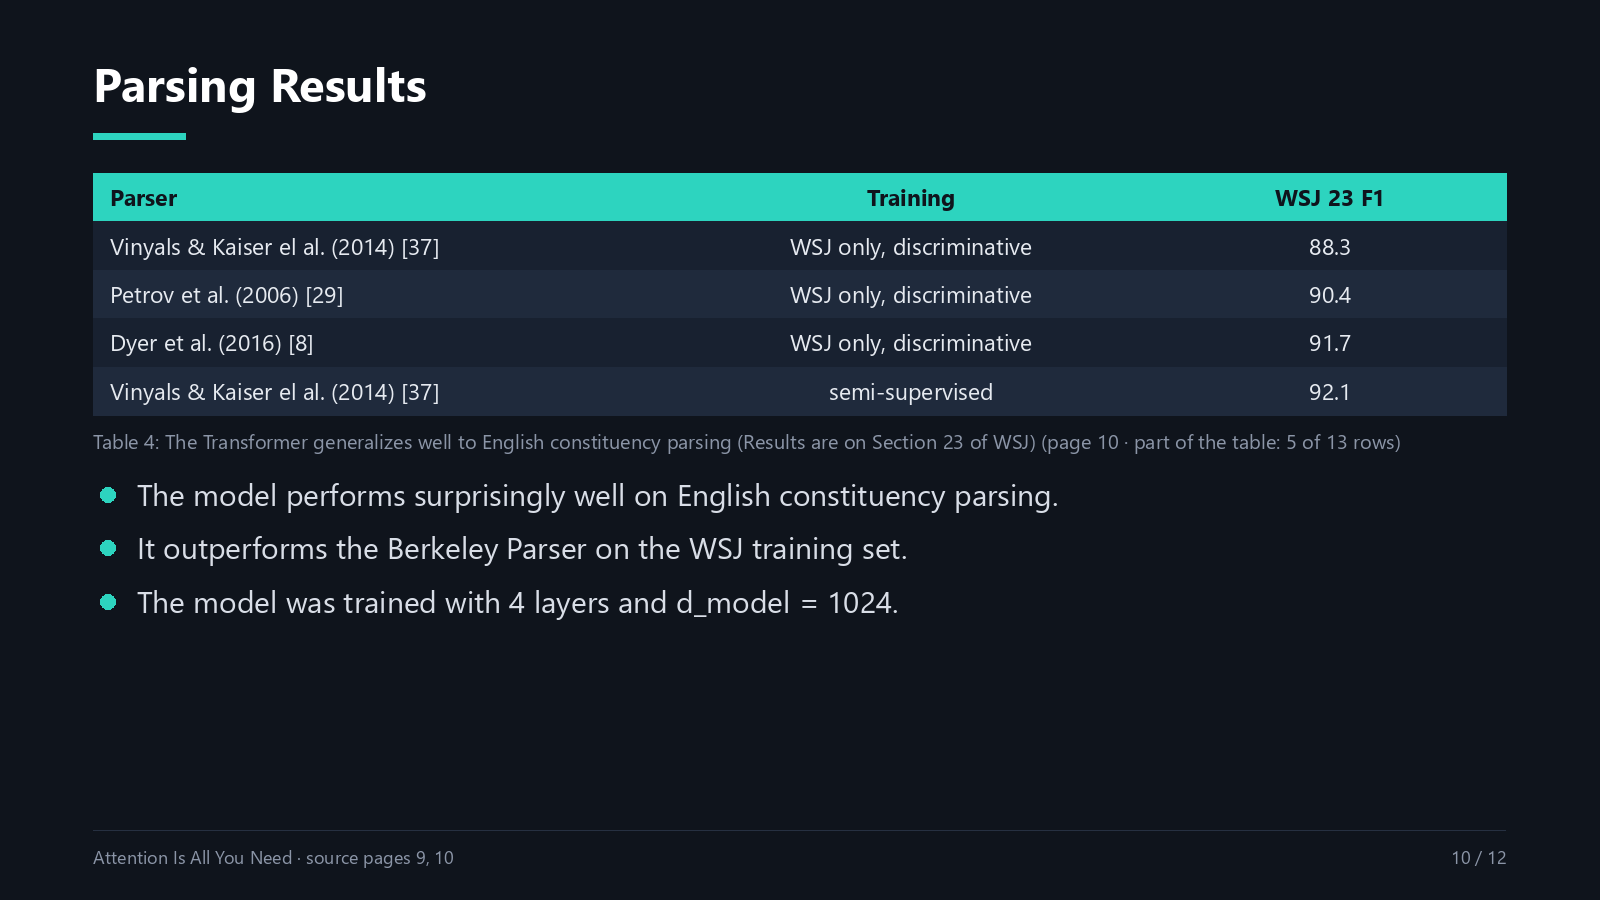 Parsing Results
Parser Training WSJ 23 F1
Vinyals & Kaiser el al. (2014) [37] WSJ only, discriminative 88.3
Petrov et al. (2006) [29] WSJ only, discriminative 90.4
Dyer et al. (2016) [8] WSJ only, discriminative 91.7
Vinyals & Kaiser el al. (2014) [37] semi-supervised 92.1
Table 4: The Transformer generalizes well to English constituency parsing (Results are on Section 23 of WSJ) (page 10 · part of the table: 5 of 13 rows)
The model performs surprisingly well on English constituency parsing.
It outperforms the Berkeley Parser on the WSJ training set.
The model was trained with 4 layers and d_model = 1024.
Attention Is All You Need · source pages 9, 10 10 / 12